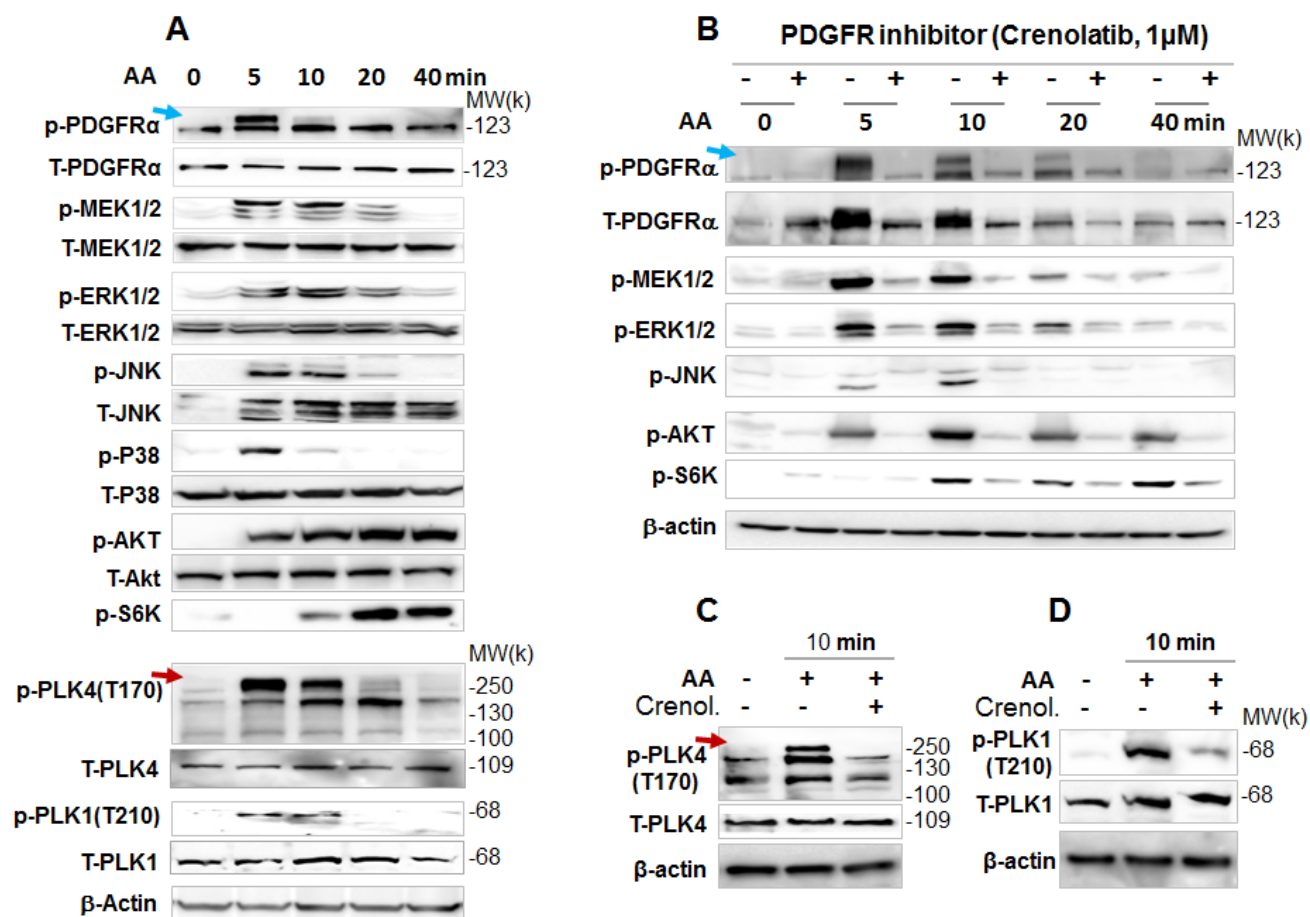 A
AA 0 5 10 20 40 min
MW(k)
p-PDGFRα -123
T-PDGFRα -123
p-MEK1/2
T-MEK1/2
p-ERK1/2
T-ERK1/2
p-JNK
T-JNK
p-P38
T-P38
p-AKT
T-Akt
p-S6K
MW(k)
p-PLK4(T170) -250
-130
-100
T-PLK4 -109
p-PLK1(T210) -68
T-PLK1 -68
β-Actin
B
PDGFR inhibitor (Crenolatib, 1µM)
- + - + - + - + - +
AA 0 5 10 20 40 min
MW(k)
p-PDGFRα -123
T-PDGFRα -123
p-MEK1/2
p-ERK1/2
p-JNK
p-AKT
p-S6K
β-actin
C
10 min
AA - + +
Crenol. - - +
p-PLK4
(T170)
-250
-130
-100
T-PLK4 -109
β-actin
D
10 min
AA - + +
Crenol. - - +
MW(k)
p-PLK1
(T210)
-68
T-PLK1 -68
β-actin